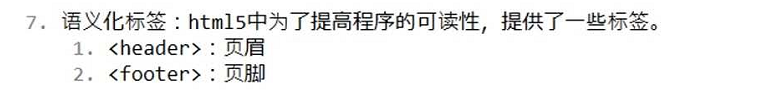 7. 语义化标签：html5中为了提高程序的可读性，提供了一些标签。
1. <header>：页眉
2. <footer>：页脚